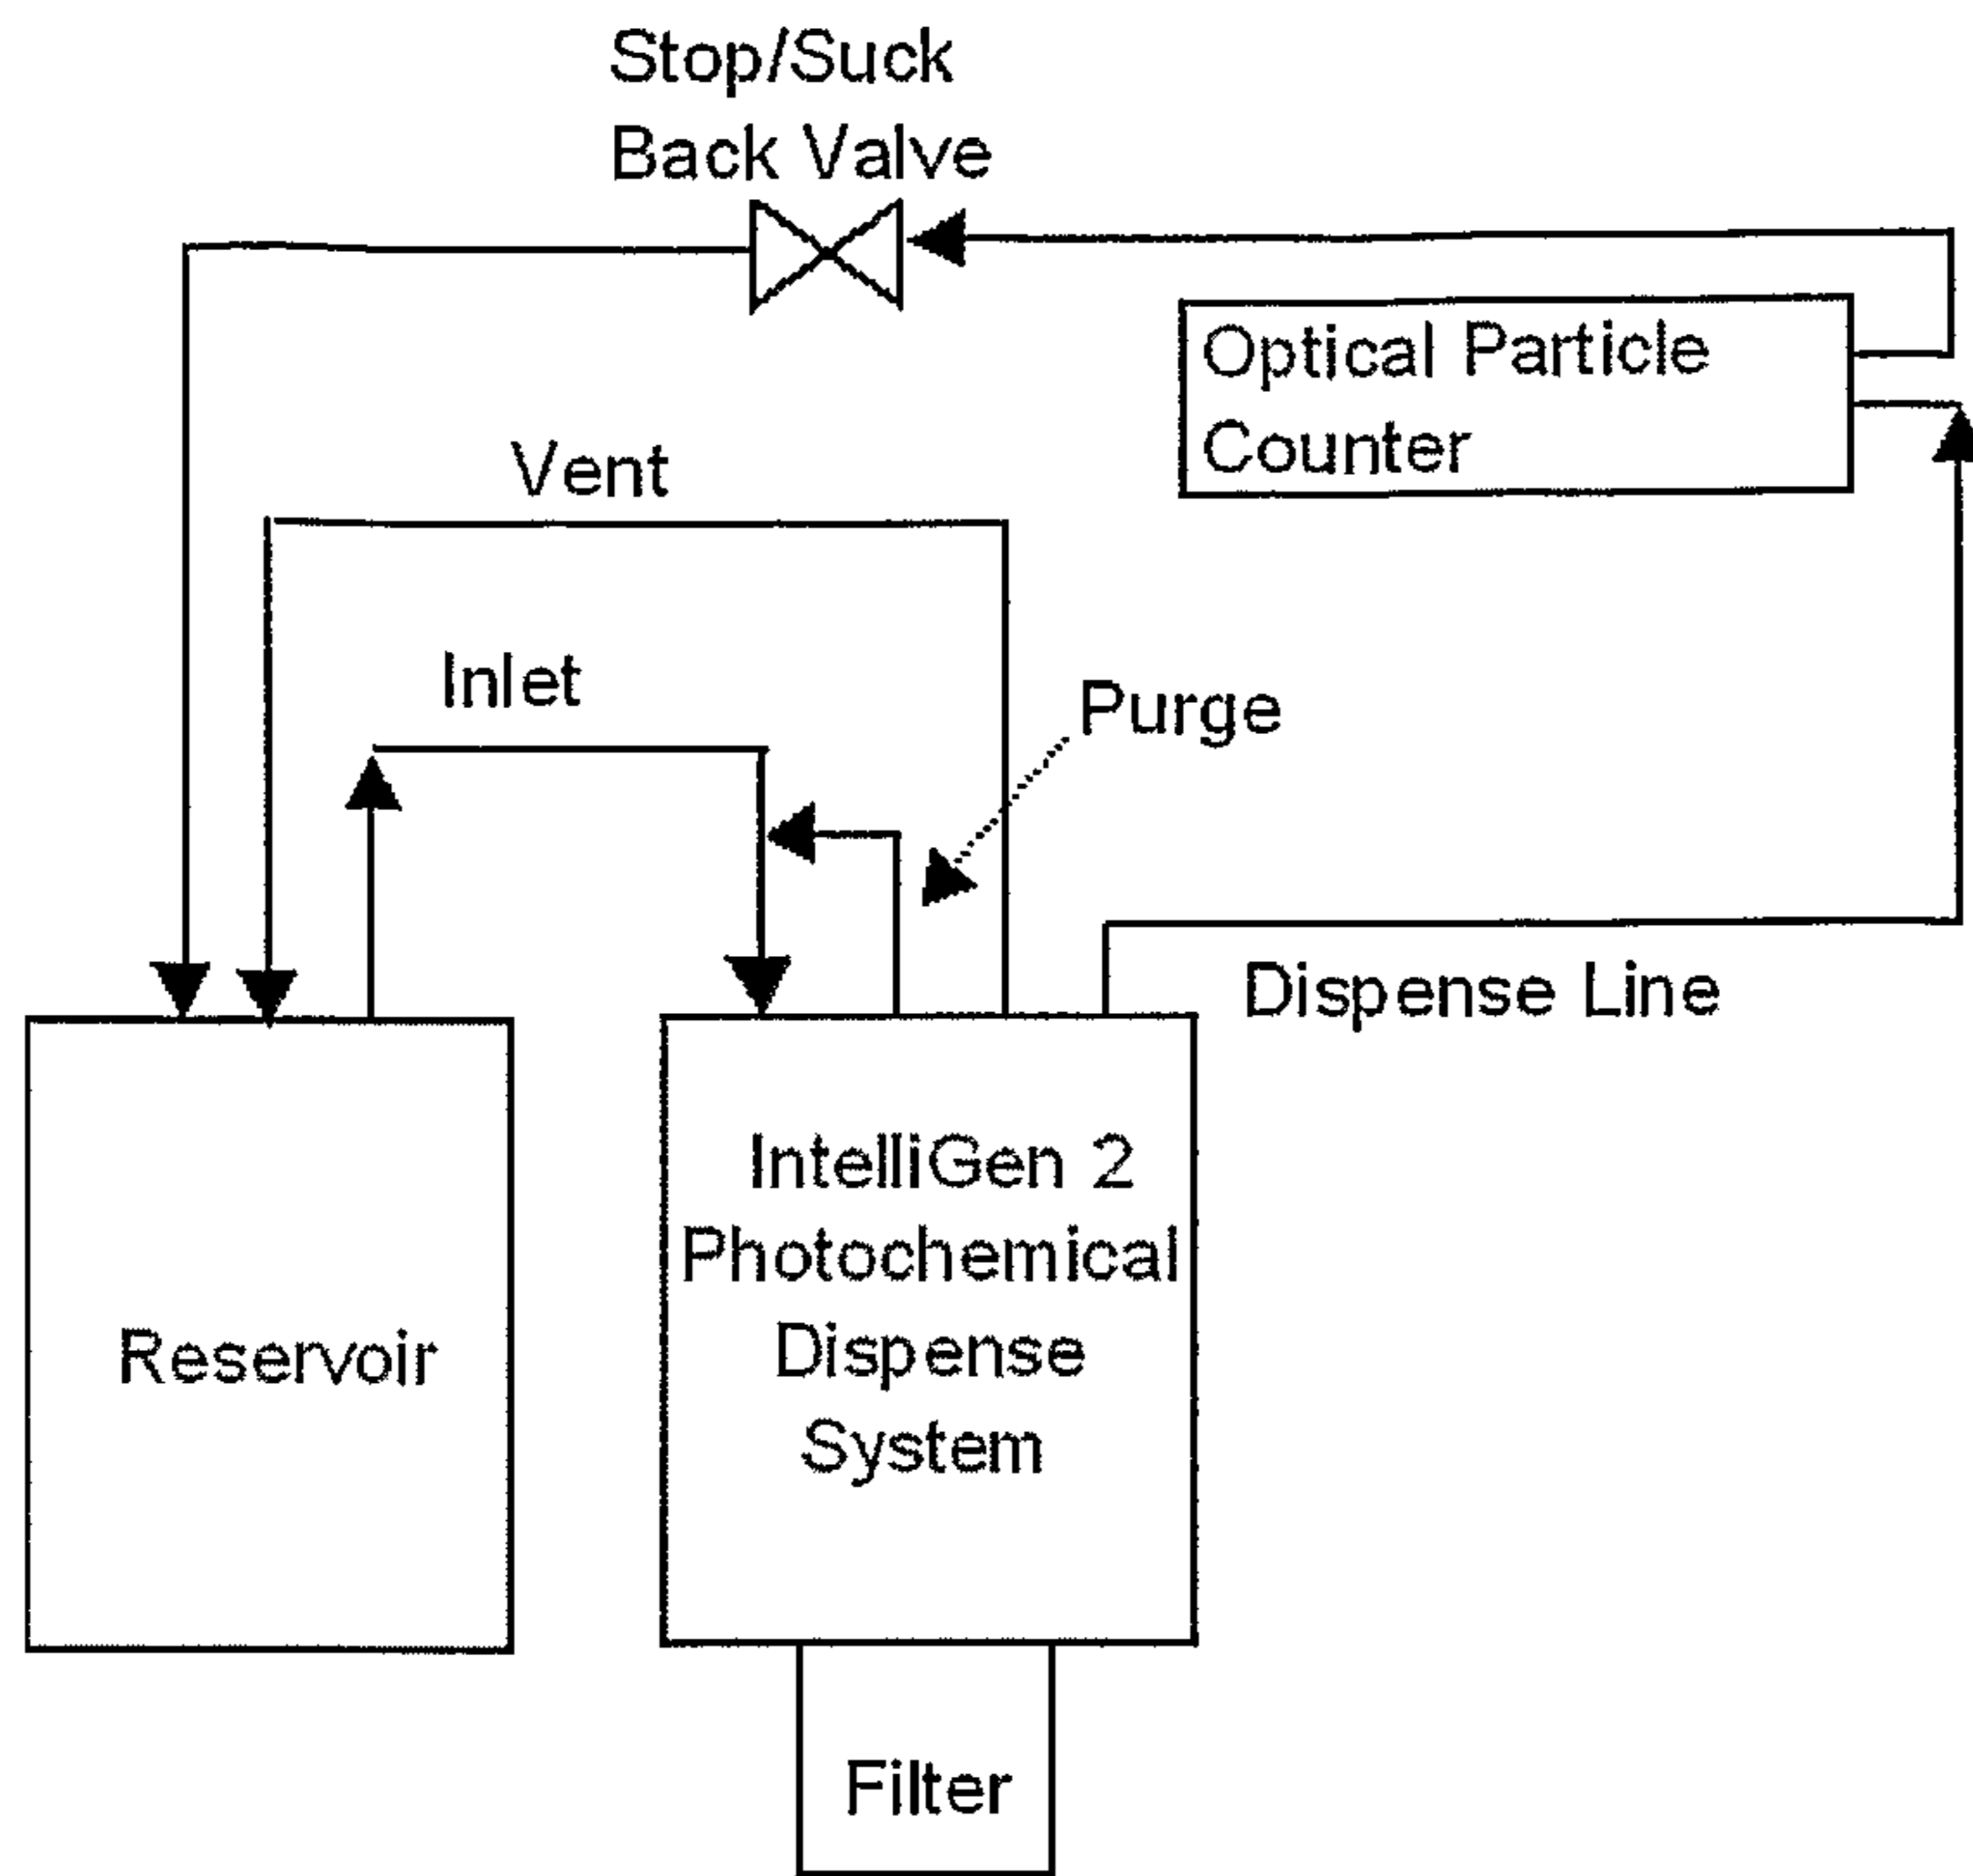 Stop/Suck
Back Valve
Optical Particle
Counter
Vent
Inlet
Purge
Dispense Line
IntelliGen 2
Photochemical
Dispense
System
Reservoir
Filter